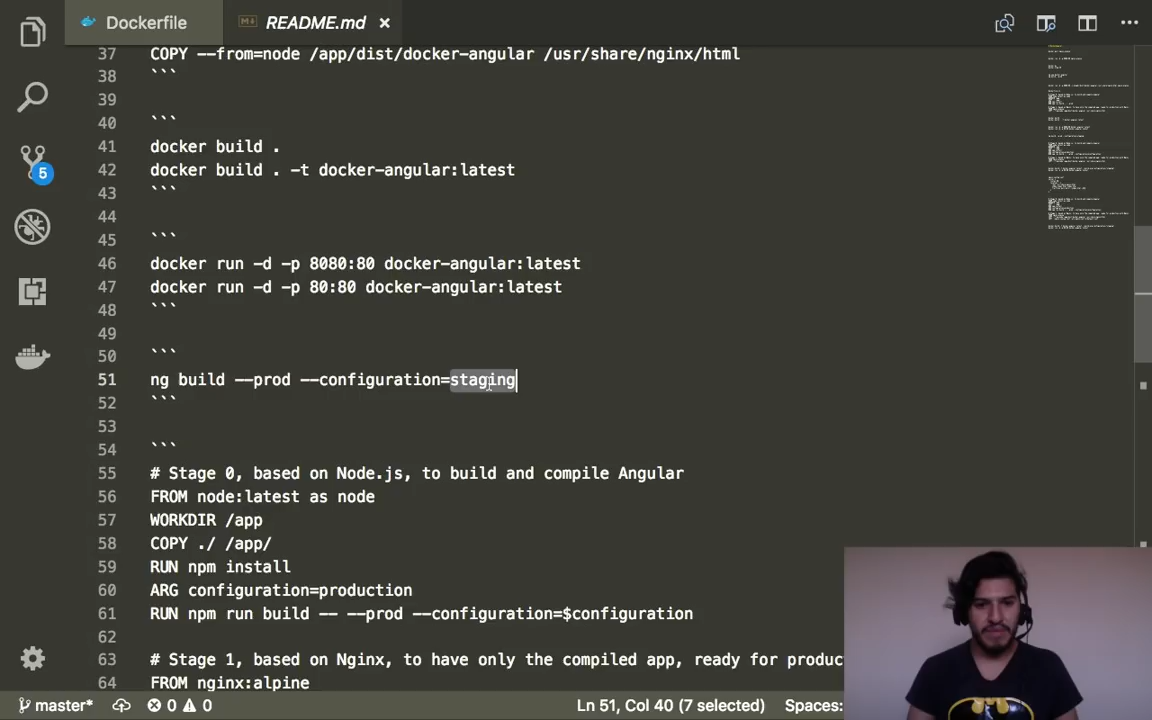 Dockerfile
README.md
37 COPY --from=node /app/dist/docker-angular /usr/share/nginx/html
38 ```
39
40 ```
41 docker build .
42 docker build . -t docker-angular:latest
43 ```
44
45 ```
46 docker run -d -p 8080:80 docker-angular:latest
47 docker run -d -p 80:80 docker-angular:latest
48 ```
49
50 ```
51 ng build --prod --configuration=staging
52 ```
53
54 ```
55 # Stage 0, based on Node.js, to build and compile Angular
56 FROM node:latest as node
57 WORKDIR /app
58 COPY ./ /app/
59 RUN npm install
60 ARG configuration=production
61 RUN npm run build -- --prod --configuration=$configuration
62
63 # Stage 1, based on Nginx, to have only the compiled app, ready for produc
64 FROM nginx:alpine
5
master* 0 0 Ln 51, Col 40 (7 selected) Spaces: